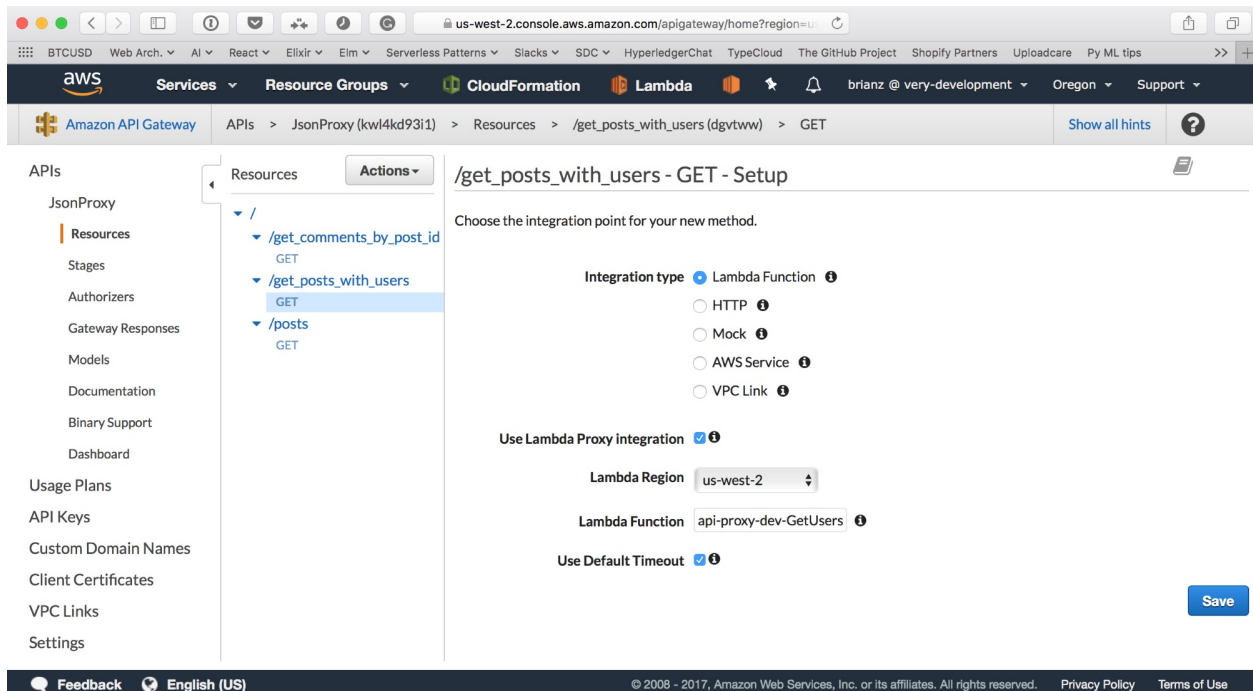 us-west-2.console.aws.amazon.com/apigateway/home?region=u
BTCUSD Web Arch. AI React Elixir Elm Serverless Patterns Slacks SDC HyperledgerChat TypeCloud The GitHub Project Shopify Partners Uploadcare Py ML tips >> +
aws Services Resource Groups CloudFormation Lambda brianz @ very-development Oregon Support
Amazon API Gateway APIs > JsonProxy (kwl4kd93i1) > Resources > /get_posts_with_users (dgvtww) > GET Show all hints ?
APIs
JsonProxy
Resources
Stages
Authorizers
Gateway Responses
Models
Documentation
Binary Support
Dashboard
Usage Plans
API Keys
Custom Domain Names
Client Certificates
VPC Links
Settings
Resources Actions
/
/get_comments_by_post_id
GET
/get_posts_with_users
GET
/posts
GET
/get_posts_with_users - GET - Setup
Choose the integration point for your new method.
Integration type Lambda Function
HTTP
Mock
AWS Service
VPC Link
Use Lambda Proxy integration
Lambda Region us-west-2
Lambda Function api-proxy-dev-GetUsers
Use Default Timeout
Save
Feedback English (US) © 2008 - 2017, Amazon Web Services, Inc. or its affiliates. All rights reserved. Privacy Policy Terms of Use